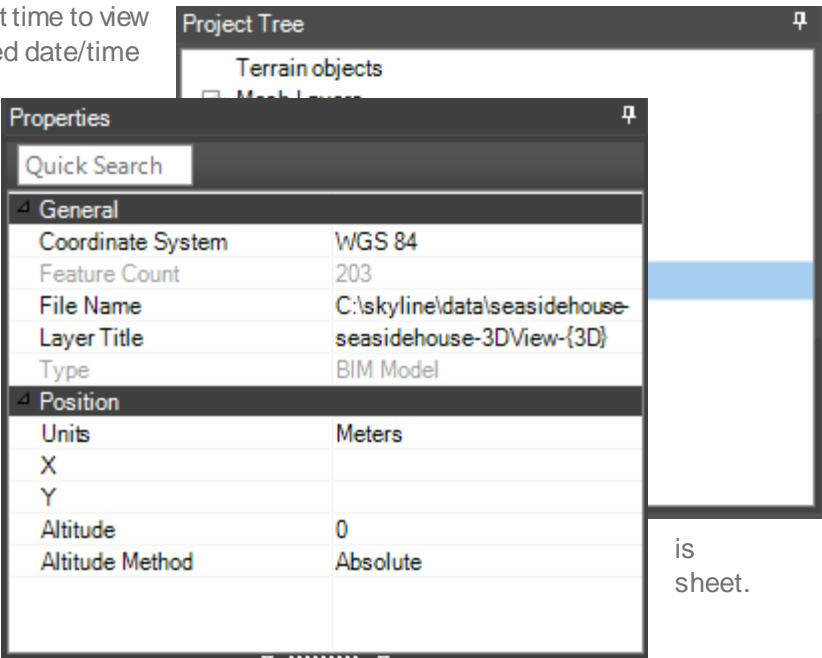 t time to view
ed date/time
Project Tree
Terrain objects
Mesh Layers
Properties
Quick Search
General
Coordinate System WGS 84
Feature Count 203
File Name C:\skyline\data\seasidehouse-
Layer Title seasidehouse-3DView-{3D}
Type BIM Model
Position
Units Meters
X
Y
Altitude 0
Altitude Method Absolute
is
sheet.